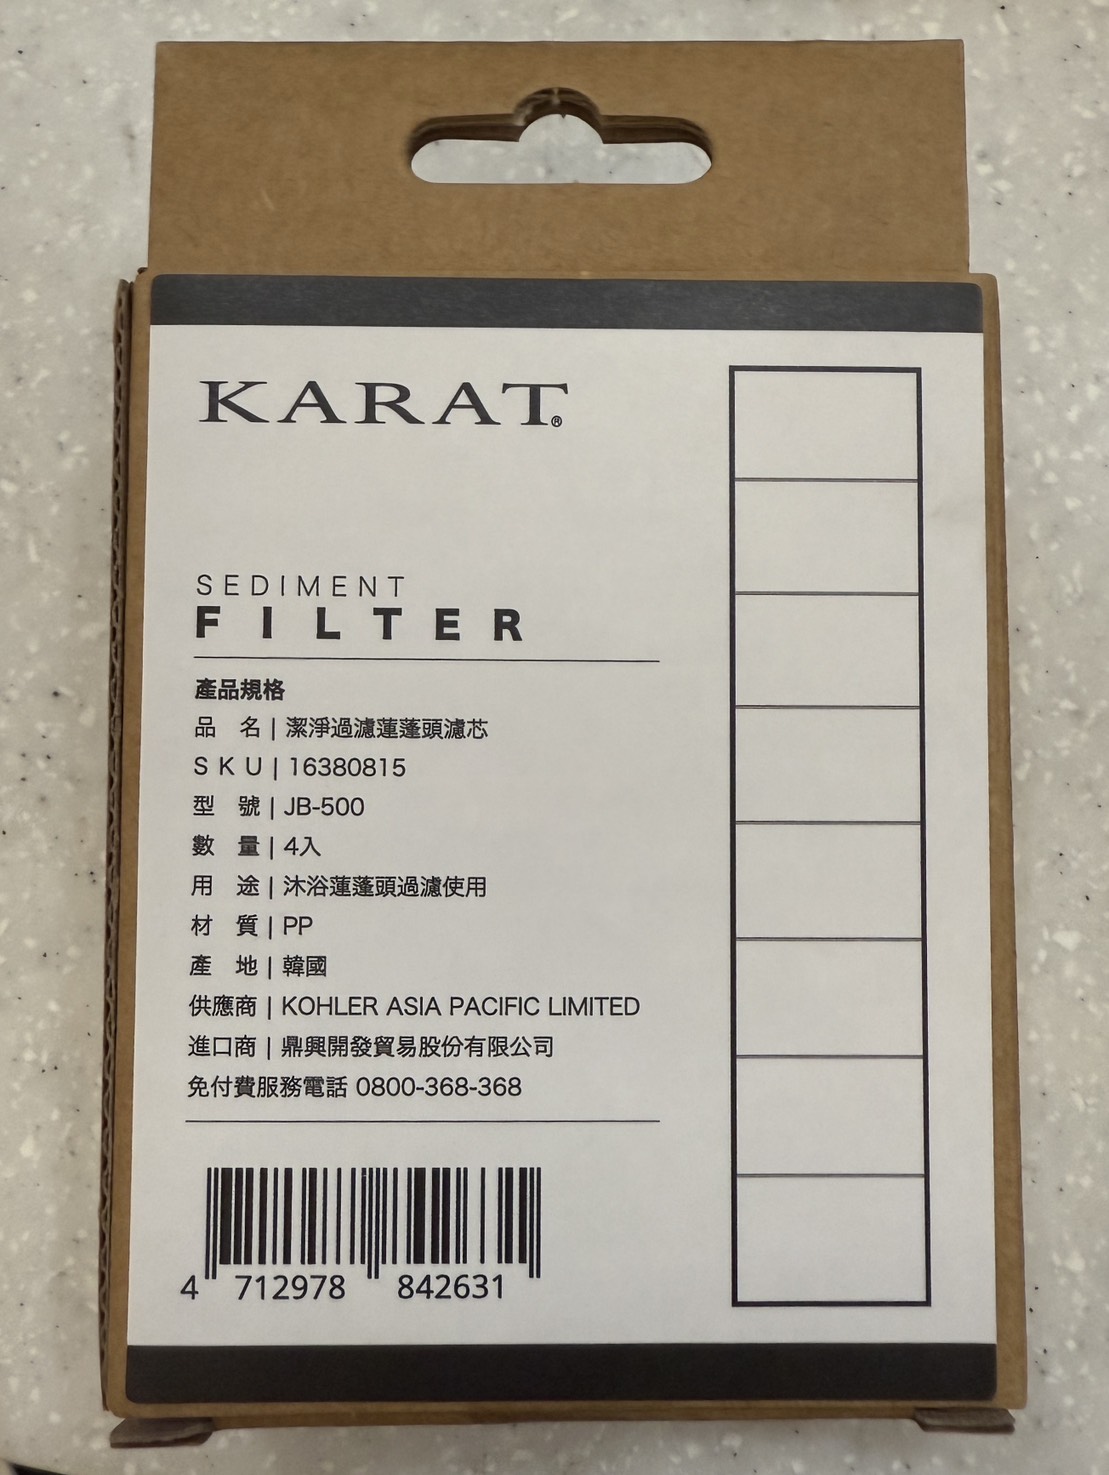 KARAT®
SEDIMENT
FILTER
產品規格
品 名 | 潔淨過濾蓮蓬頭濾芯
SKU | 16380815
型 號 | JB-500
數 量 | 4入
用 途 | 沐浴蓮蓬頭過濾使用
材 質 | PP
產 地 | 韓國
供應商 | KOHLER ASIA PACIFIC LIMITED
進口商 | 鼎興開發貿易股份有限公司
免付費服務電話 0800-368-368
4 712978 842631